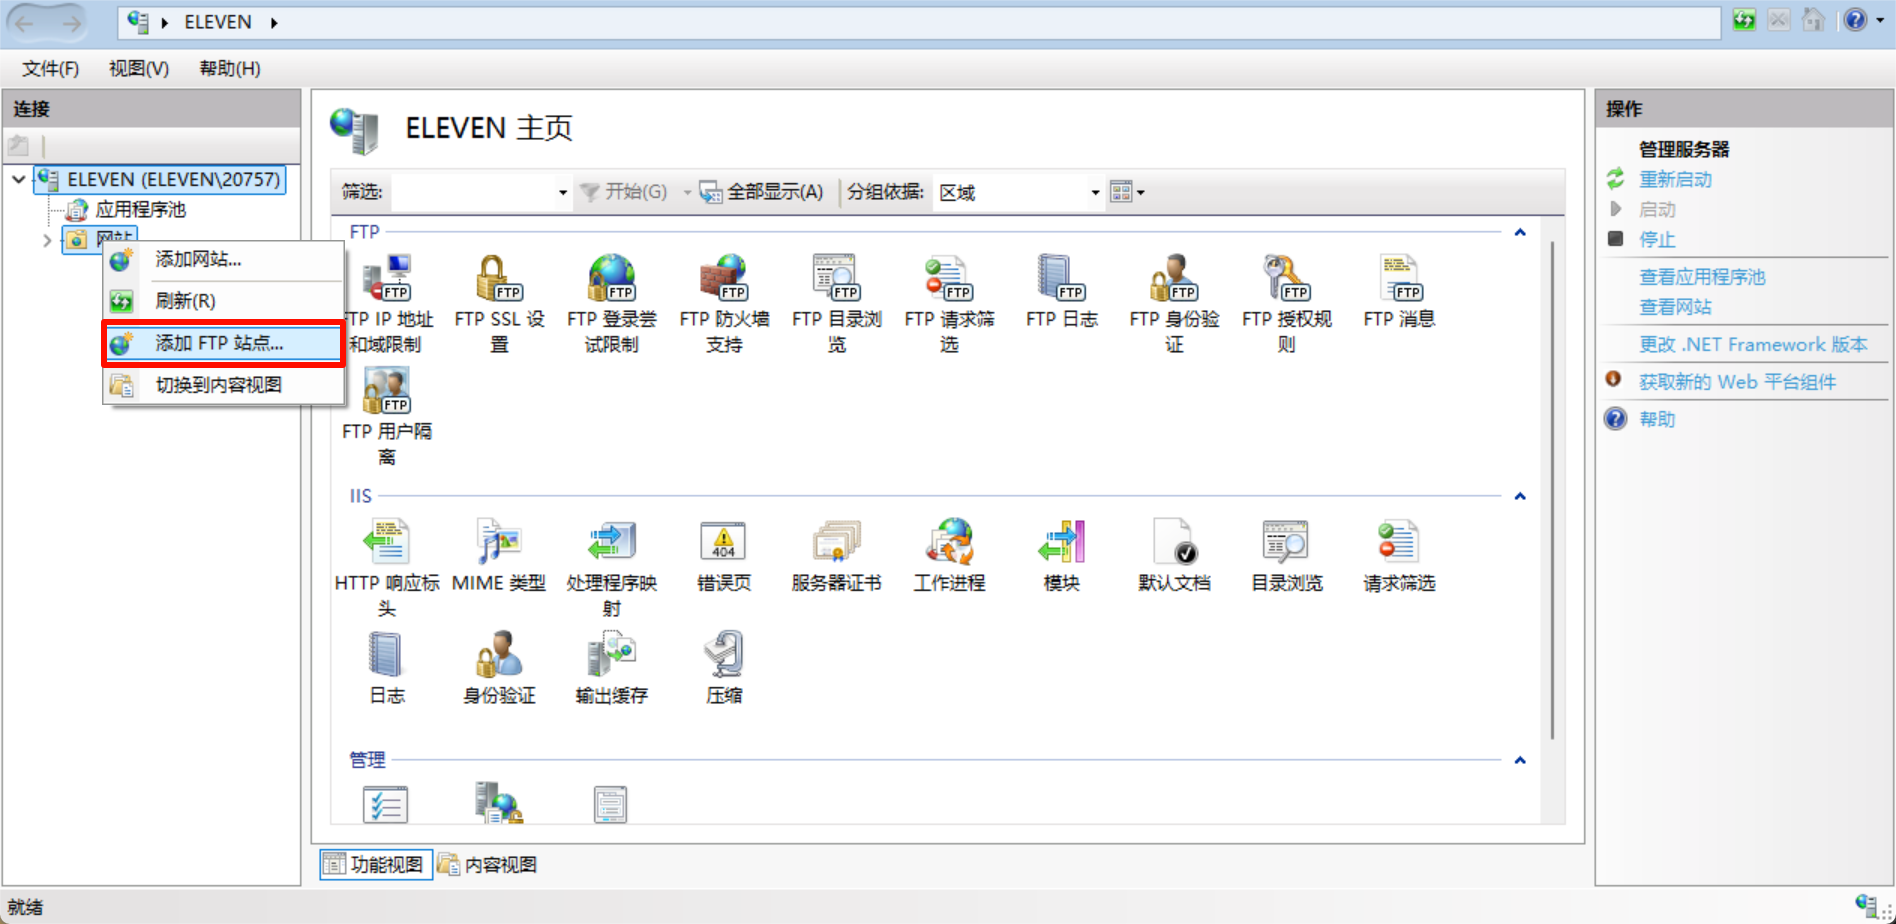 ELEVEN
文件(F) 视图(V) 帮助(H)
连接
ELEVEN (ELEVEN\20757)
应用程序池
网站
添加网站...
刷新(R)
添加 FTP 站点...
切换到内容视图
ELEVEN 主页
筛选: 开始(G) 全部显示(A) 分组依据: 区域
FTP
FTP IP 地址和域限制
FTP SSL 设置
FTP 登录尝试限制
FTP 防火墙支持
FTP 目录浏览
FTP 请求筛选
FTP 日志
FTP 身份验证
FTP 授权规则
FTP 消息
FTP 用户隔离
IIS
HTTP 响应标头
MIME 类型
处理程序映射
404
错误页
服务器证书
工作进程
模块
默认文档
目录浏览
请求筛选
日志
身份验证
输出缓存
压缩
管理
功能视图 内容视图
操作
管理服务器
重新启动
启动
停止
查看应用程序池
查看网站
更改 .NET Framework 版本
获取新的 Web 平台组件
帮助
就绪